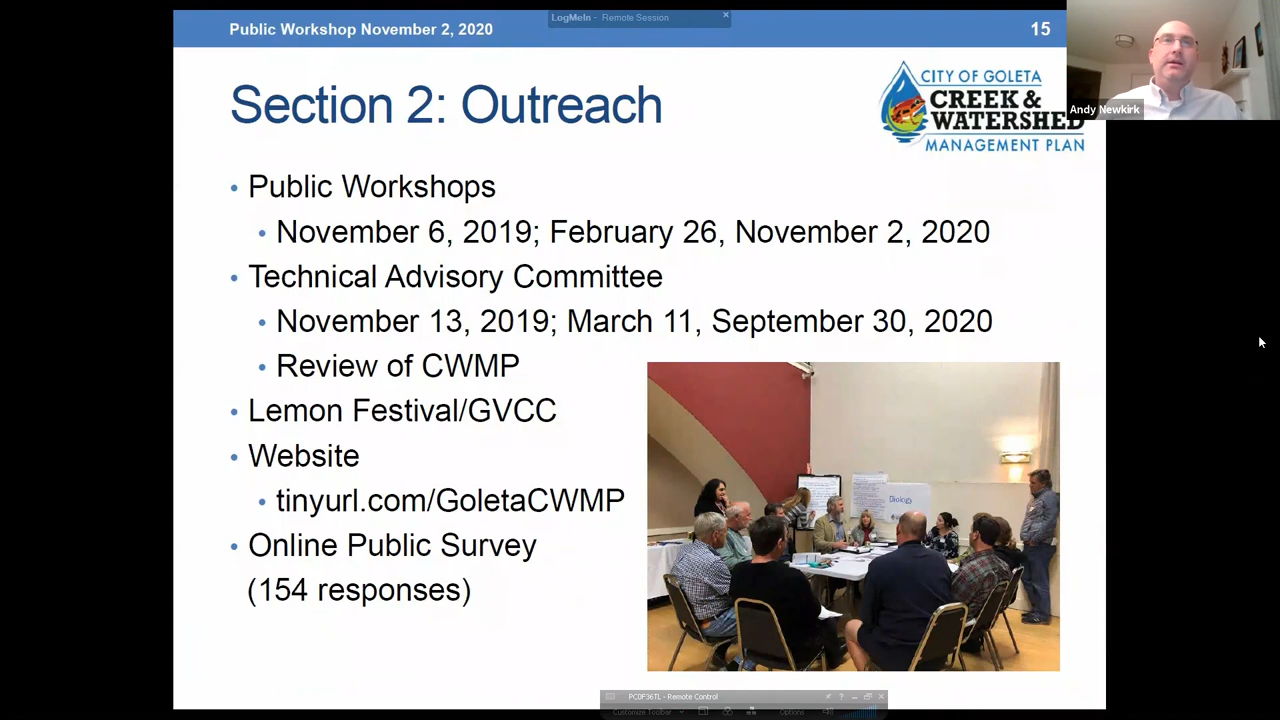 Public Workshop November 2, 2020
LogMeIn - Remote Session
15
Section 2: Outreach
CITY OF GOLETA
CREEK &
WATERSHED
MANAGEMENT PLAN
Andy Newkirk
• Public Workshops
• November 6, 2019; February 26, November 2, 2020
• Technical Advisory Committee
• November 13, 2019; March 11, September 30, 2020
• Review of CWMP
• Lemon Festival/GVCC
• Website
• tinyurl.com/GoletaCWMP
• Online Public Survey
(154 responses)
PC0F36TL - Remote Control
Customize Toolbar
Options